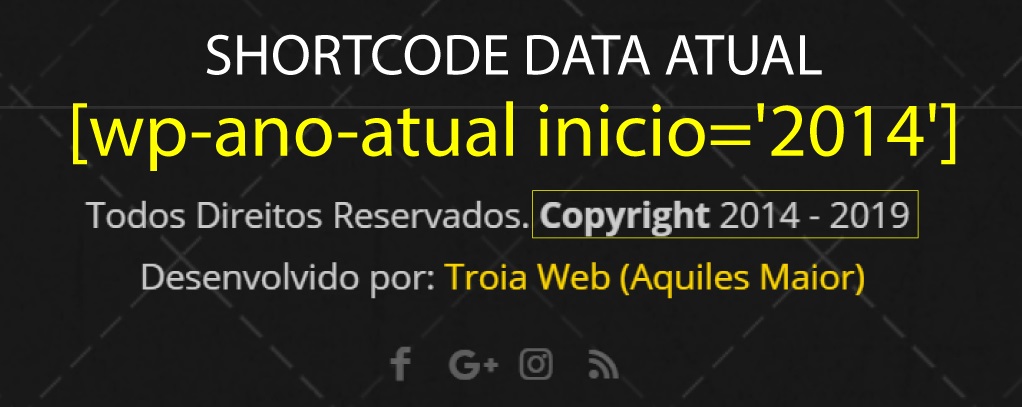 SHORTCODE DATA ATUAL
[wp-ano-atual inicio='2014']
Todos Direitos Reservados. Copyright 2014 - 2019
Desenvolvido por: Troia Web (Aquiles Maior)